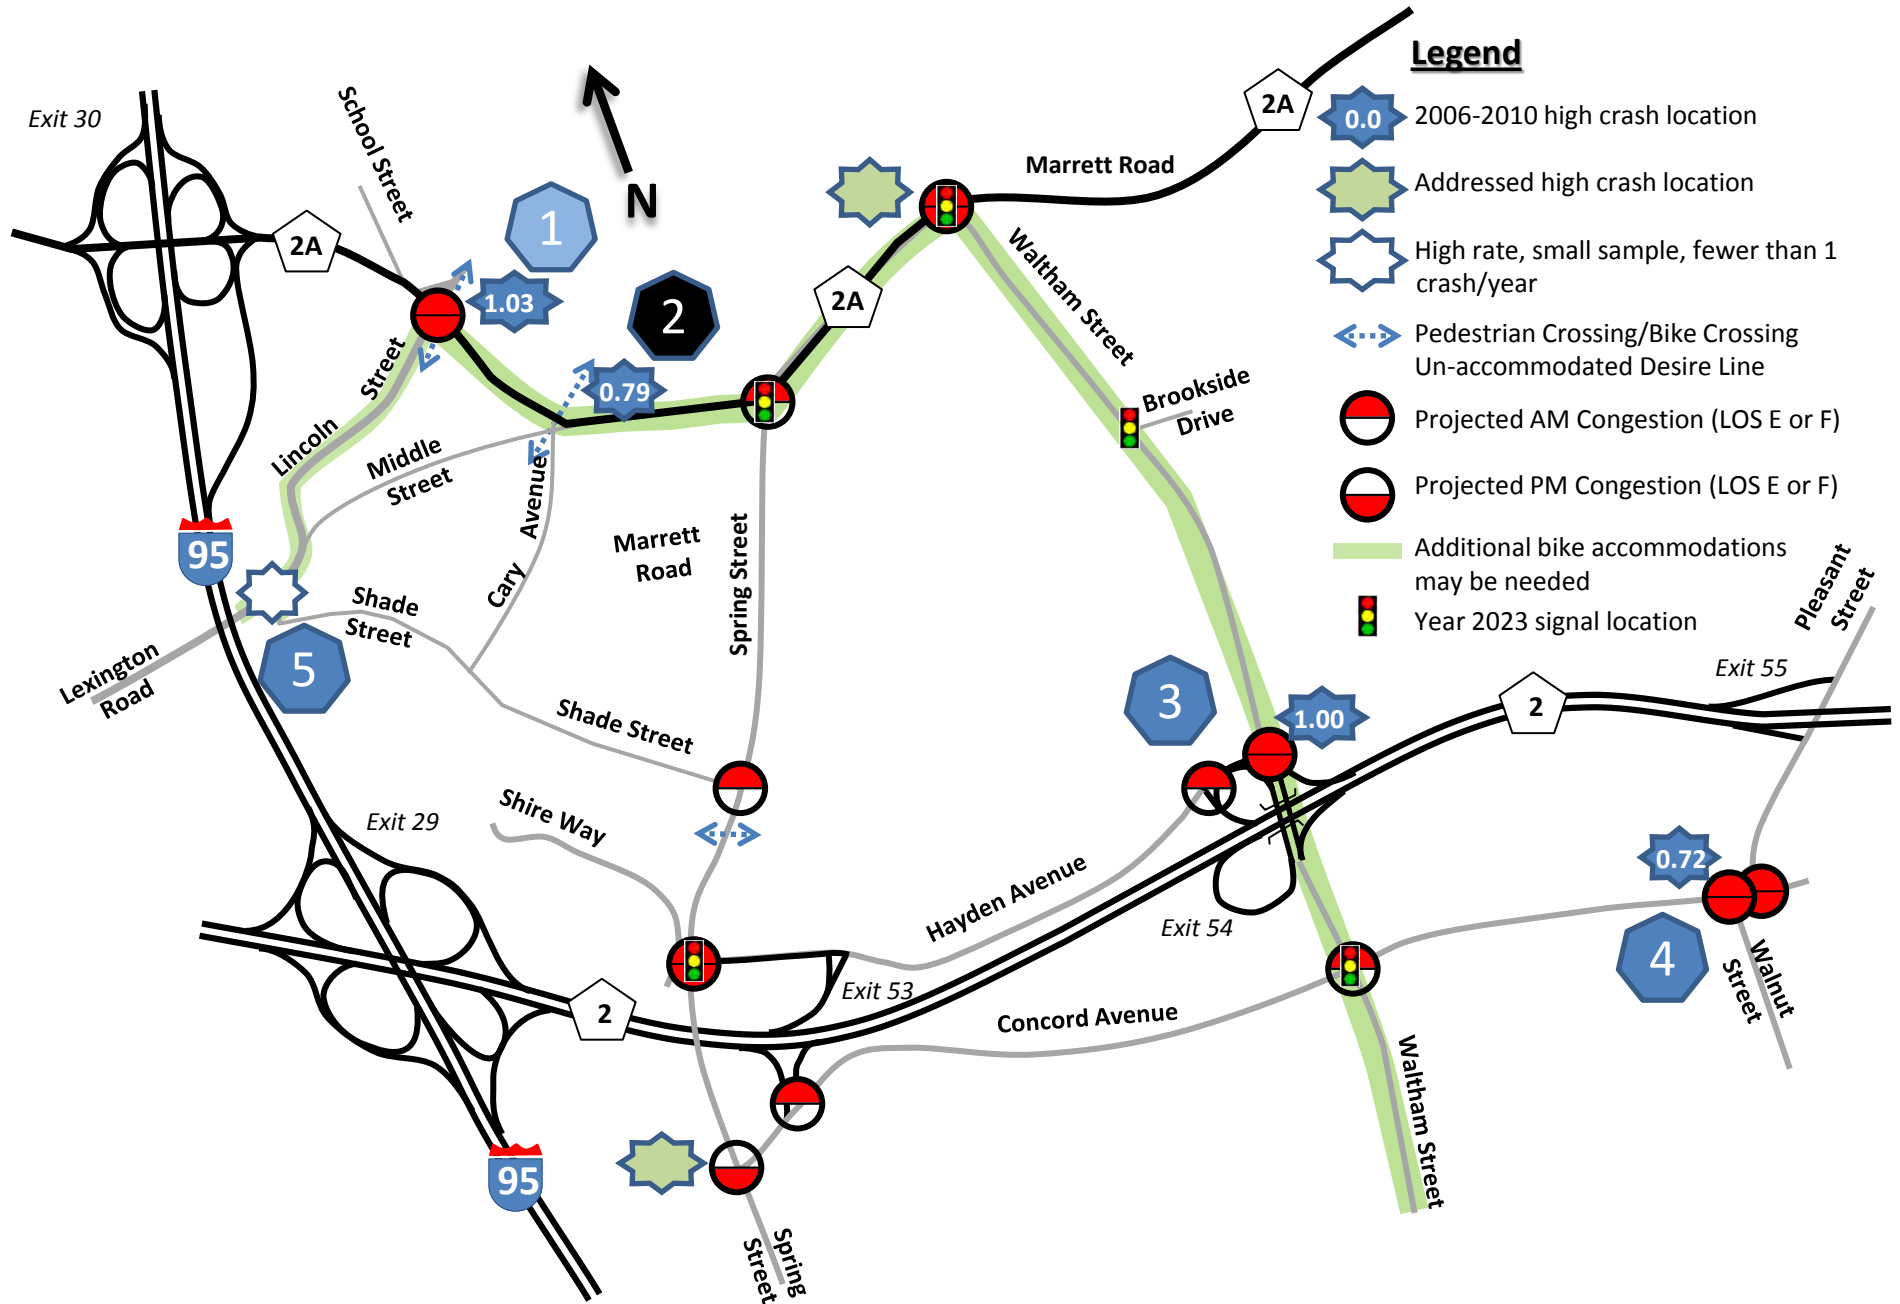 Legend
0.0
2006-2010 high crash location
Addressed high crash location
High rate, small sample, fewer than 1
crash/year
Pedestrian Crossing/Bike Crossing
Un-accommodated Desire Line
Projected AM Congestion (LOS E or F)
Projected PM Congestion (LOS E or F)
Additional bike accommodations
may be needed
Year 2023 signal location
Exit 30
School Street
N
2A
1
1.03
2
0.79
2A
2A
Marrett Road
Waltham Street
Brookside
Drive
Lincoln
Street
Middle
Street
Cary
Avenue
Marrett
Road
Spring Street
95
Shade
Street
5
Lexington
Road
Shade Street
Shire Way
Exit 29
3
1.00
2
Exit 55
Pleasant
Street
Hayden Avenue
Exit 54
0.72
4
Walnut
Street
Exit 53
2
Concord Avenue
Waltham Street
95
Spring
Street